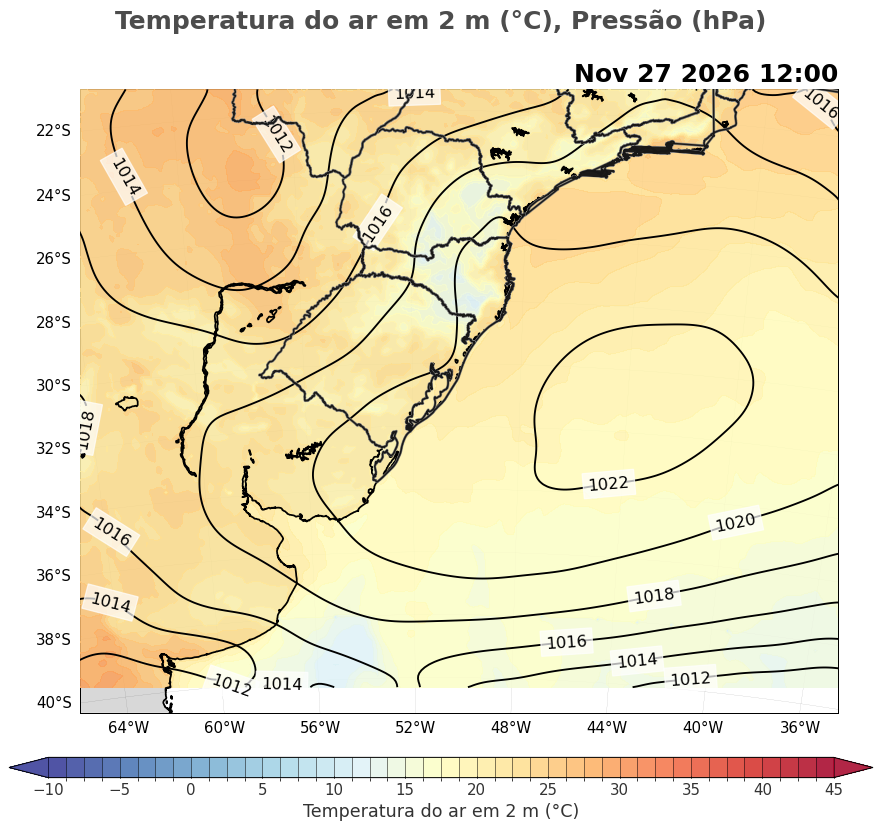 Temperatura do ar em 2 m (°C), Pressão (hPa)
Nov 27 2026 12:00
1014
1016
1012
1014
1016
1018
1022
1020
1016
1018
1014
1016
1014
1012
1014
1012
22°S
24°S
26°S
28°S
30°S
32°S
34°S
36°S
38°S
40°S
64°W 60°W 56°W 52°W 48°W 44°W 40°W 36°W
−10 −5 0 5 10 15 20 25 30 35 40 45
Temperatura do ar em 2 m (°C)